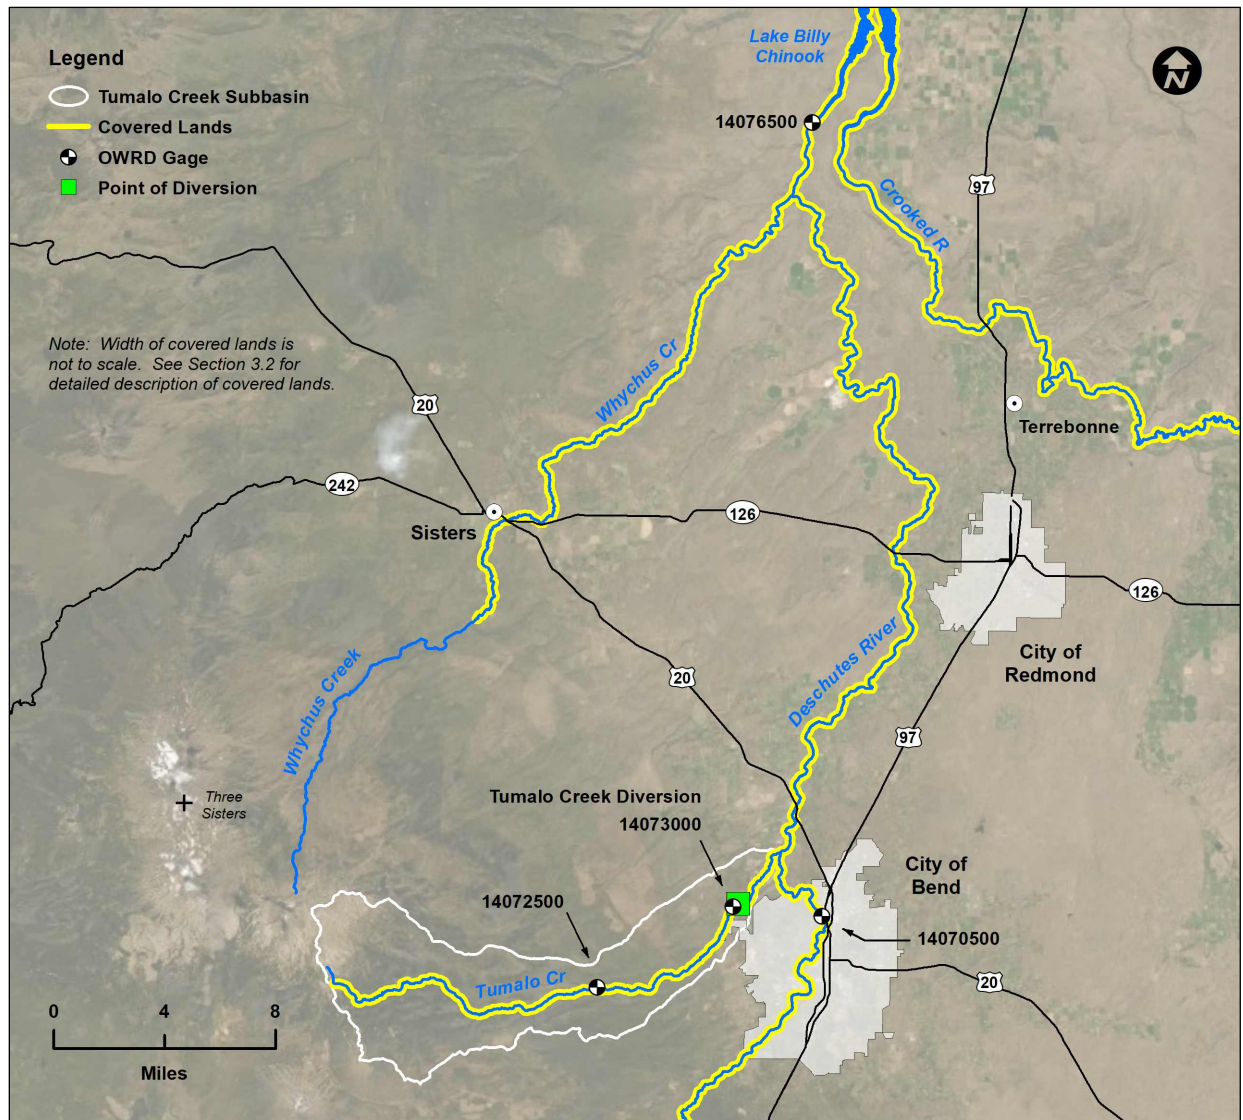 Legend
Tumalo Creek Subbasin
Covered Lands
OWRD Gage
Point of Diversion
Lake Billy
Chinook
N
14076500
97
Crooked R
Note: Width of covered lands is
not to scale. See Section 3.2 for
detailed description of covered lands.
Whychus Cr
20
Terrebonne
242
Sisters
126
126
City of
Redmond
Whychus Creek
20
Deschutes River
97
Three
Sisters
Tumalo Creek Diversion
14073000
City of
Bend
14072500
14070500
Tumalo Cr
20
0 4 8
Miles